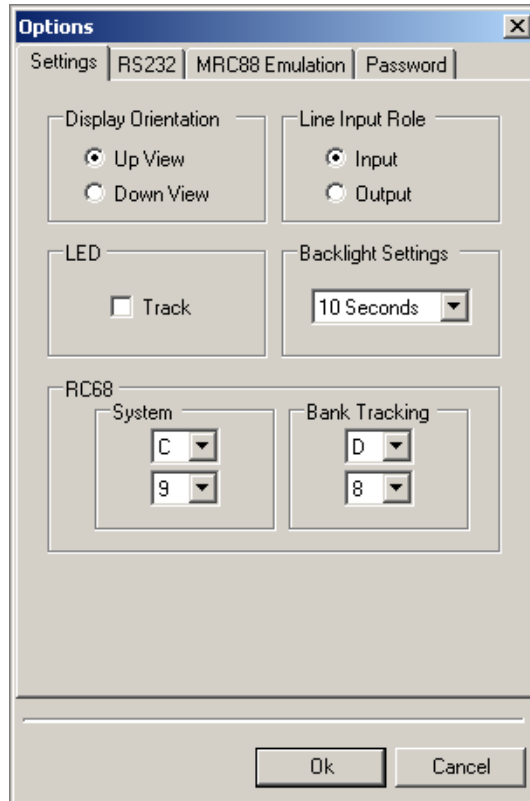 Options
Settings RS232 MRC88 Emulation Password
Display Orientation
Up View
Down View
Line Input Role
Input
Output
LED
Track
Backlight Settings
10 Seconds
RC68
System
C
9
Bank Tracking
D
8
Ok Cancel